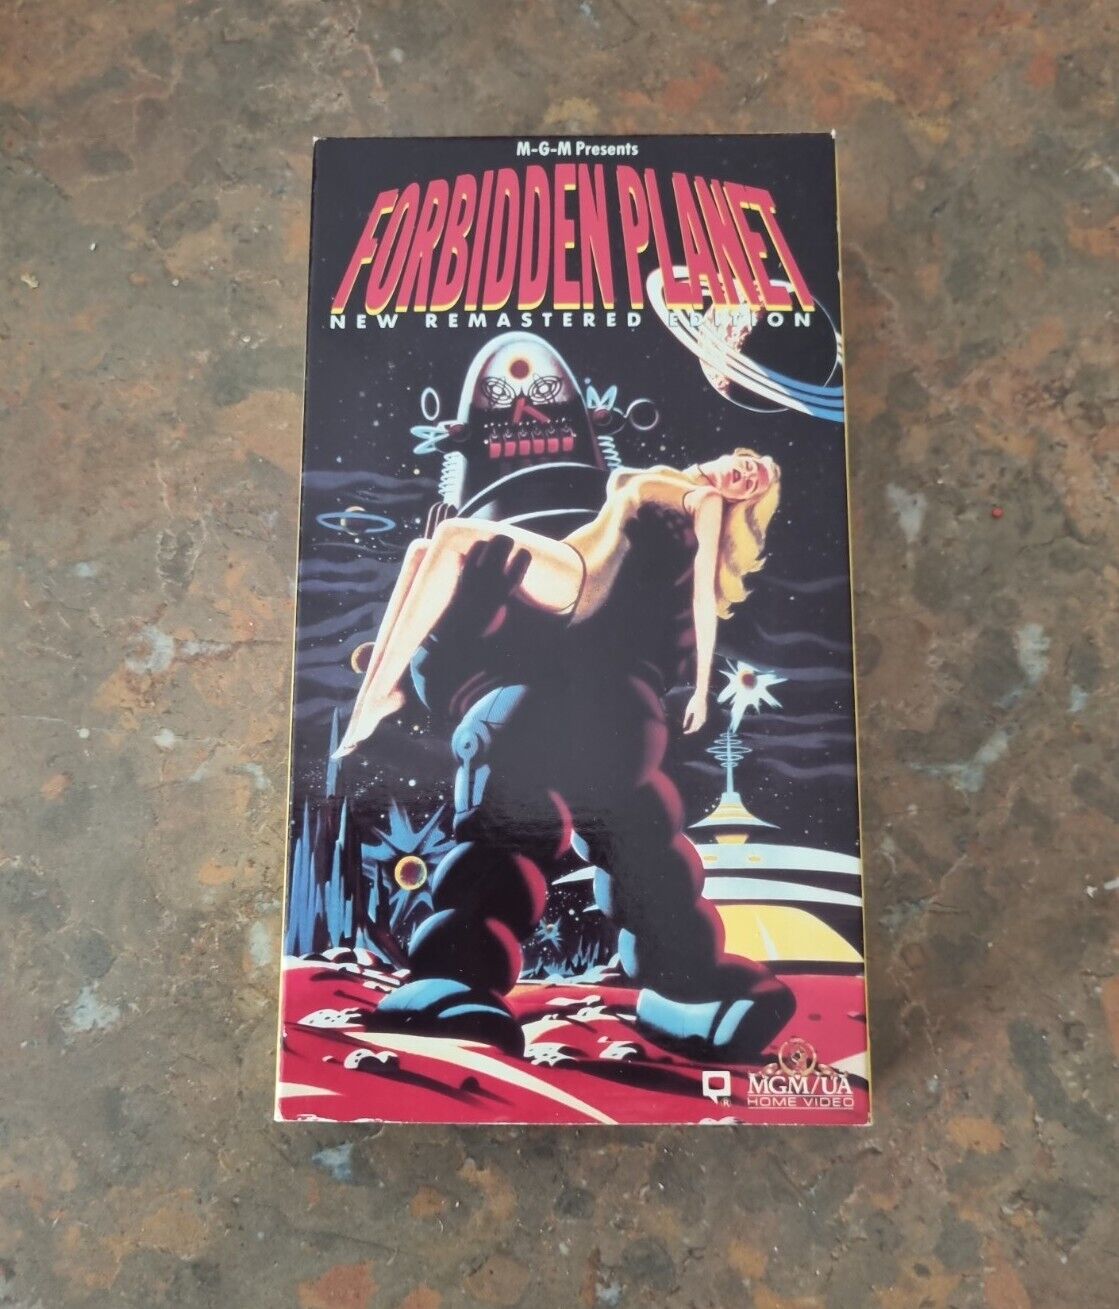 M-G-M Presents
FORBIDDEN PLANET
NEW REMASTERED EDITION
MGM/UA
HOME VIDEO